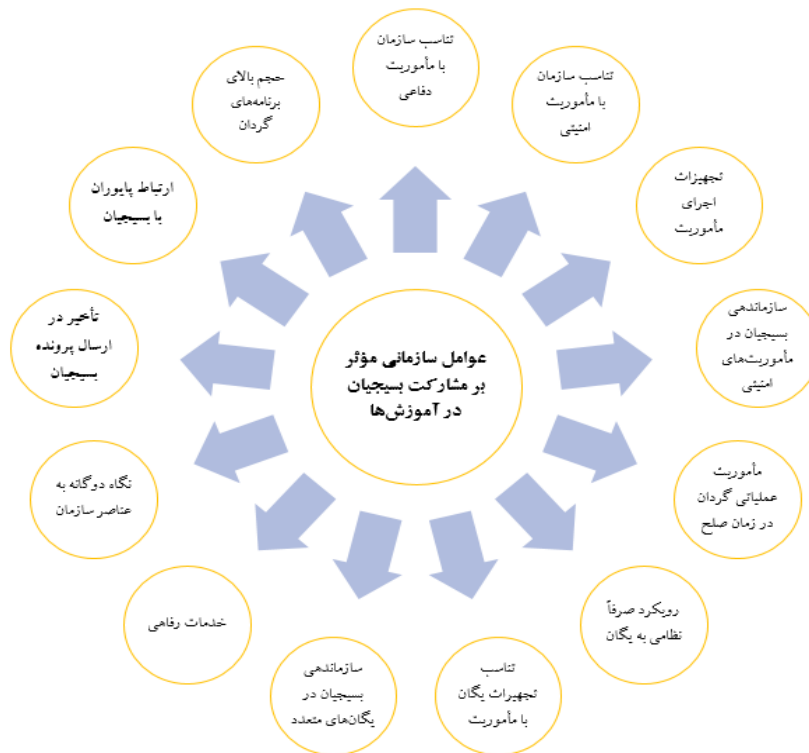 عوامل سازمانی مؤثر
بر مشارکت بسیجیان
در آموزش‌ها
تناسب سازمان
با مأموریت
دفاعی
تناسب سازمان
با مأموریت
امنیتی
تجهیزات
اجرای
مأموریت
سازماندهی
بسیجیان در
مأموریت‌های
امنیتی
مأموریت
عملیاتی گردان
در زمان صلح
رویکرد صرفاً
نظامی به یگان
تناسب
تجهیزات یگان
با مأموریت
سازماندهی
بسیجیان در
یگان‌های متعدد
خدمات رفاهی
نگاه دوگانه به
عناصر سازمان
تأخیر در
ارسال پرونده
بسیجیان
ارتباط پایوران
با بسیجیان
حجم بالای
برنامه‌های
گردان